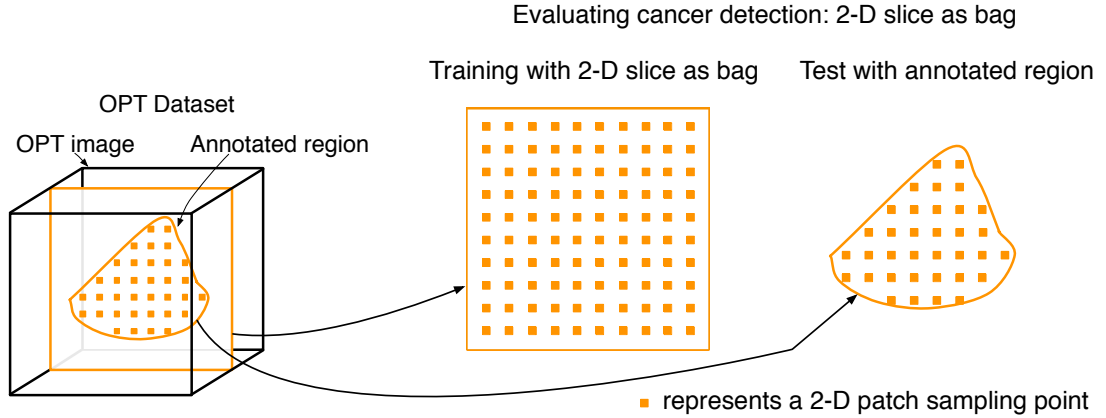 Evaluating cancer detection: 2-D slice as bag
Training with 2-D slice as bag
Test with annotated region
OPT Dataset
OPT image
Annotated region
represents a 2-D patch sampling point